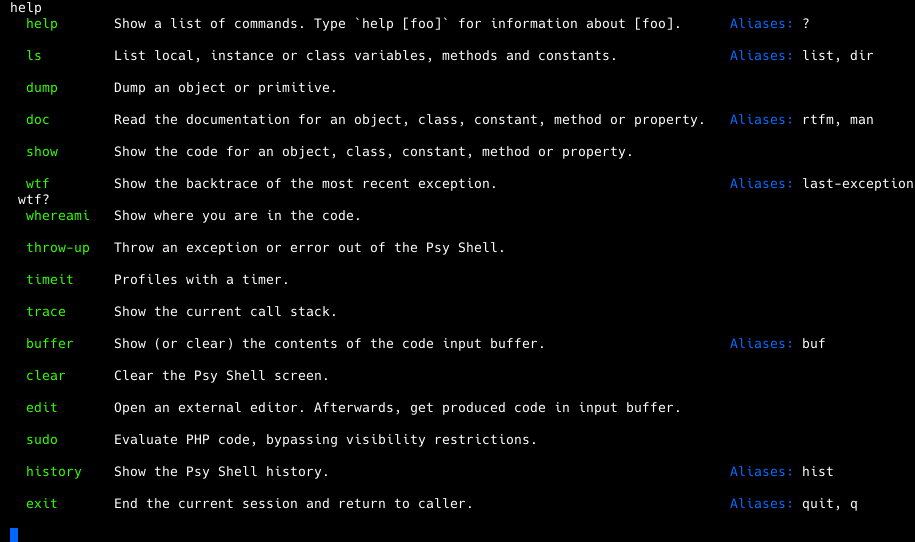 help
help Show a list of commands. Type `help [foo]` for information about [foo]. Aliases: ?
ls List local, instance or class variables, methods and constants. Aliases: list, dir
dump Dump an object or primitive.
doc Read the documentation for an object, class, constant, method or property. Aliases: rtfm, man
show Show the code for an object, class, constant, method or property.
wtf Show the backtrace of the most recent exception. Aliases: last-exception
wtf?
whereami Show where you are in the code.
throw-up Throw an exception or error out of the Psy Shell.
timeit Profiles with a timer.
trace Show the current call stack.
buffer Show (or clear) the contents of the code input buffer. Aliases: buf
clear Clear the Psy Shell screen.
edit Open an external editor. Afterwards, get produced code in input buffer.
sudo Evaluate PHP code, bypassing visibility restrictions.
history Show the Psy Shell history. Aliases: hist
exit End the current session and return to caller. Aliases: quit, q